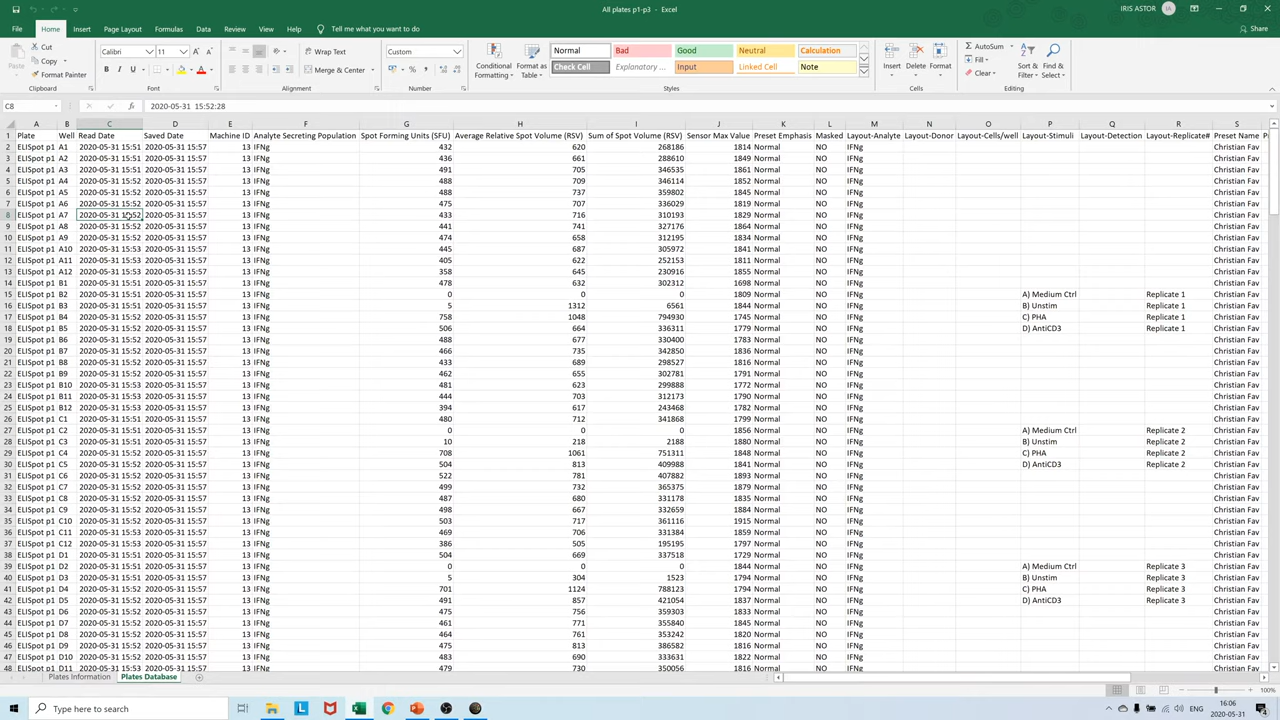 All plates p1-p3 - Excel
IRIS ASTOR
IA
File Home Insert Page Layout Formulas Data Review View Help Tell me what you want to do
Share
Paste
Cut
Copy
Format Painter
Clipboard
Calibri 11
B I U
Font
Wrap Text
Merge & Center
Alignment
Custom
Number
Conditional Formatting
Format as Table
Normal Bad Good Neutral Calculation
Check Cell Explanatory ... Input Linked Cell Note
Styles
Insert Delete Format
Cells
AutoSum
Fill
Clear
Sort & Filter
Find & Select
Editing
C8 fx 2020-05-31 15:52:28
A B C D E F G H I J K L M N O P Q R S
1 Plate Well Read Date Saved Date Machine ID Analyte Secreting Population Spot Forming Units (SFU) Average Relative Spot Volume (RSV) Sum of Spot Volume (RSV) Sensor Max Value Preset Emphasis Masked Layout-Analyte Layout-Donor Layout-Cells/well Layout-Stimuli Layout-Detection Layout-Replicate# Preset Name
2 ELISpot p1 A1 2020-05-31 15:51 2020-05-31 15:57 13 IFNg 432 620 268186 1814 Normal NO IFNg Christian Fav
3 ELISpot p1 A2 2020-05-31 15:51 2020-05-31 15:57 13 IFNg 436 661 288610 1849 Normal NO IFNg Christian Fav
4 ELISpot p1 A3 2020-05-31 15:51 2020-05-31 15:57 13 IFNg 491 705 346535 1861 Normal NO IFNg Christian Fav
5 ELISpot p1 A4 2020-05-31 15:52 2020-05-31 15:57 13 IFNg 488 709 346114 1852 Normal NO IFNg Christian Fav
6 ELISpot p1 A5 2020-05-31 15:52 2020-05-31 15:57 13 IFNg 488 737 359802 1845 Normal NO IFNg Christian Fav
7 ELISpot p1 A6 2020-05-31 15:52 2020-05-31 15:57 13 IFNg 475 707 336029 1819 Normal NO IFNg Christian Fav
8 ELISpot p1 A7 2020-05-31 15:52 2020-05-31 15:57 13 IFNg 433 716 310193 1829 Normal NO IFNg Christian Fav
9 ELISpot p1 A8 2020-05-31 15:52 2020-05-31 15:57 13 IFNg 441 741 327176 1864 Normal NO IFNg Christian Fav
10 ELISpot p1 A9 2020-05-31 15:52 2020-05-31 15:57 13 IFNg 474 658 312195 1834 Normal NO IFNg Christian Fav
11 ELISpot p1 A10 2020-05-31 15:53 2020-05-31 15:57 13 IFNg 445 687 305972 1841 Normal NO IFNg Christian Fav
12 ELISpot p1 A11 2020-05-31 15:53 2020-05-31 15:57 13 IFNg 405 622 252153 1811 Normal NO IFNg Christian Fav
13 ELISpot p1 A12 2020-05-31 15:53 2020-05-31 15:57 13 IFNg 358 645 230916 1855 Normal NO IFNg Christian Fav
14 ELISpot p1 B1 2020-05-31 15:51 2020-05-31 15:57 13 IFNg 478 632 302312 1698 Normal NO IFNg Christian Fav
15 ELISpot p1 B2 2020-05-31 15:51 2020-05-31 15:57 13 IFNg 0 0 0 1809 Normal NO IFNg A) Medium Ctrl Replicate 1 Christian Fav
16 ELISpot p1 B3 2020-05-31 15:51 2020-05-31 15:57 13 IFNg 5 1312 6561 1844 Normal NO IFNg B) Unstim Replicate 1 Christian Fav
17 ELISpot p1 B4 2020-05-31 15:52 2020-05-31 15:57 13 IFNg 758 1048 794930 1745 Normal NO IFNg C) PHA Replicate 1 Christian Fav
18 ELISpot p1 B5 2020-05-31 15:52 2020-05-31 15:57 13 IFNg 506 664 336311 1779 Normal NO IFNg D) AntiCD3 Replicate 1 Christian Fav
19 ELISpot p1 B6 2020-05-31 15:52 2020-05-31 15:57 13 IFNg 488 677 330400 1783 Normal NO IFNg Christian Fav
20 ELISpot p1 B7 2020-05-31 15:52 2020-05-31 15:57 13 IFNg 466 735 342850 1836 Normal NO IFNg Christian Fav
21 ELISpot p1 B8 2020-05-31 15:52 2020-05-31 15:57 13 IFNg 433 689 298527 1816 Normal NO IFNg Christian Fav
22 ELISpot p1 B9 2020-05-31 15:52 2020-05-31 15:57 13 IFNg 462 655 302781 1791 Normal NO IFNg Christian Fav
23 ELISpot p1 B10 2020-05-31 15:53 2020-05-31 15:57 13 IFNg 481 623 299888 1772 Normal NO IFNg Christian Fav
24 ELISpot p1 B11 2020-05-31 15:53 2020-05-31 15:57 13 IFNg 444 703 312173 1790 Normal NO IFNg Christian Fav
25 ELISpot p1 B12 2020-05-31 15:53 2020-05-31 15:57 13 IFNg 394 617 243468 1782 Normal NO IFNg Christian Fav
26 ELISpot p1 C1 2020-05-31 15:51 2020-05-31 15:57 13 IFNg 480 712 341868 1799 Normal NO IFNg Christian Fav
27 ELISpot p1 C2 2020-05-31 15:51 2020-05-31 15:57 13 IFNg 0 0 0 1856 Normal NO IFNg A) Medium Ctrl Replicate 2 Christian Fav
28 ELISpot p1 C3 2020-05-31 15:51 2020-05-31 15:57 13 IFNg 10 218 2188 1880 Normal NO IFNg B) Unstim Replicate 2 Christian Fav
29 ELISpot p1 C4 2020-05-31 15:52 2020-05-31 15:57 13 IFNg 708 1061 751311 1848 Normal NO IFNg C) PHA Replicate 2 Christian Fav
30 ELISpot p1 C5 2020-05-31 15:52 2020-05-31 15:57 13 IFNg 504 813 409988 1841 Normal NO IFNg D) AntiCD3 Replicate 2 Christian Fav
31 ELISpot p1 C6 2020-05-31 15:52 2020-05-31 15:57 13 IFNg 522 781 407882 1893 Normal NO IFNg Christian Fav
32 ELISpot p1 C7 2020-05-31 15:52 2020-05-31 15:57 13 IFNg 499 732 365379 1825 Normal NO IFNg Christian Fav
33 ELISpot p1 C8 2020-05-31 15:52 2020-05-31 15:57 13 IFNg 487 680 331178 1835 Normal NO IFNg Christian Fav
34 ELISpot p1 C9 2020-05-31 15:52 2020-05-31 15:57 13 IFNg 498 667 332659 1884 Normal NO IFNg Christian Fav
35 ELISpot p1 C10 2020-05-31 15:52 2020-05-31 15:57 13 IFNg 503 717 361116 1915 Normal NO IFNg Christian Fav
36 ELISpot p1 C11 2020-05-31 15:53 2020-05-31 15:57 13 IFNg 469 706 331384 1859 Normal NO IFNg Christian Fav
37 ELISpot p1 C12 2020-05-31 15:53 2020-05-31 15:57 13 IFNg 386 505 195195 1797 Normal NO IFNg Christian Fav
38 ELISpot p1 D1 2020-05-31 15:51 2020-05-31 15:57 13 IFNg 504 669 337518 1729 Normal NO IFNg Christian Fav
39 ELISpot p1 D2 2020-05-31 15:51 2020-05-31 15:57 13 IFNg 0 0 0 1844 Normal NO IFNg A) Medium Ctrl Replicate 3 Christian Fav
40 ELISpot p1 D3 2020-05-31 15:51 2020-05-31 15:57 13 IFNg 5 304 1523 1794 Normal NO IFNg B) Unstim Replicate 3 Christian Fav
41 ELISpot p1 D4 2020-05-31 15:52 2020-05-31 15:57 13 IFNg 701 1124 788123 1794 Normal NO IFNg C) PHA Replicate 3 Christian Fav
42 ELISpot p1 D5 2020-05-31 15:52 2020-05-31 15:57 13 IFNg 491 857 421054 1837 Normal NO IFNg D) AntiCD3 Replicate 3 Christian Fav
43 ELISpot p1 D6 2020-05-31 15:52 2020-05-31 15:57 13 IFNg 475 756 359303 1833 Normal NO IFNg Christian Fav
44 ELISpot p1 D7 2020-05-31 15:52 2020-05-31 15:57 13 IFNg 461 771 355840 1845 Normal NO IFNg Christian Fav
45 ELISpot p1 D8 2020-05-31 15:52 2020-05-31 15:57 13 IFNg 464 761 353242 1820 Normal NO IFNg Christian Fav
46 ELISpot p1 D9 2020-05-31 15:52 2020-05-31 15:57 13 IFNg 475 813 386582 1816 Normal NO IFNg Christian Fav
47 ELISpot p1 D10 2020-05-31 15:52 2020-05-31 15:57 13 IFNg 483 690 333631 1822 Normal NO IFNg Christian Fav
48 ELISpot p1 D11 2020-05-31 15:53 2020-05-31 15:57 13 IFNg 479 730 350056 1816 Normal NO IFNg Christian Fav
Plates Information Plates Database
100%
Type here to search
ENG
16:06
2020-05-31